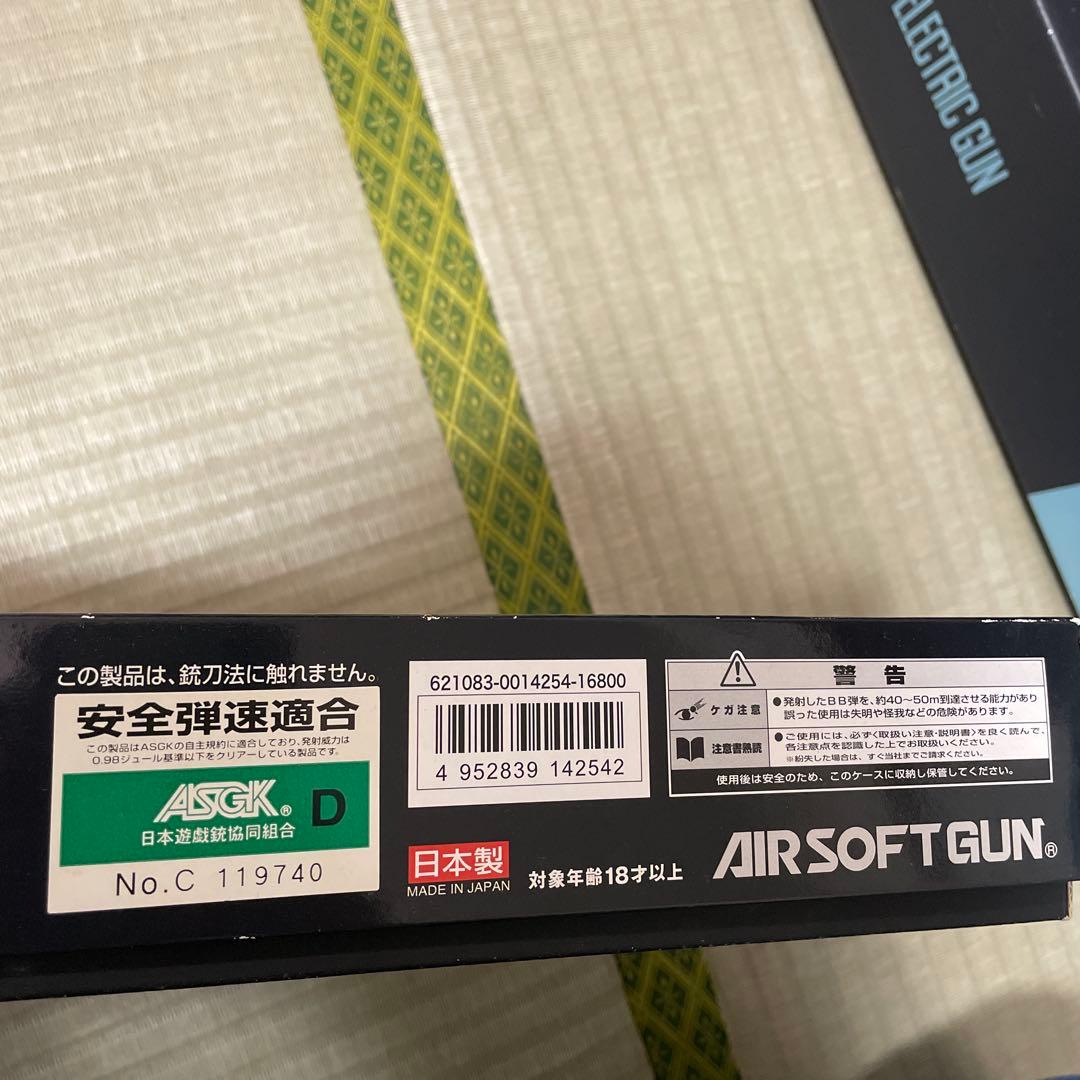 ELECTRIC GUN
この製品は、銃刀法に触れません。
安全弾速適合
この製品はASGKの自主規約に適合しており、発射威力は
0.98ジュール基準以下をクリアーしている製品です。
ASGK® D
日本遊戯銃協同組合
No.C 119740
621083-0014254-16800
4 952839 142542
日本製
MADE IN JAPAN
対象年齢18才以上
警告
ケガ注意
●発射したBB弾を、約40〜50m到達させる能力があり
誤った使用は失明や怪我などの危険があります。
注意書熟読
●ご使用には、必ず〈取扱い注意・説明書〉を良く読んで、
各注意点を認識した上でお取扱いください。
※紛失した場合は、すぐ当社までご請求ください。
使用後は安全のため、このケースに収納し保管してください。
AIRSOFTGUN®